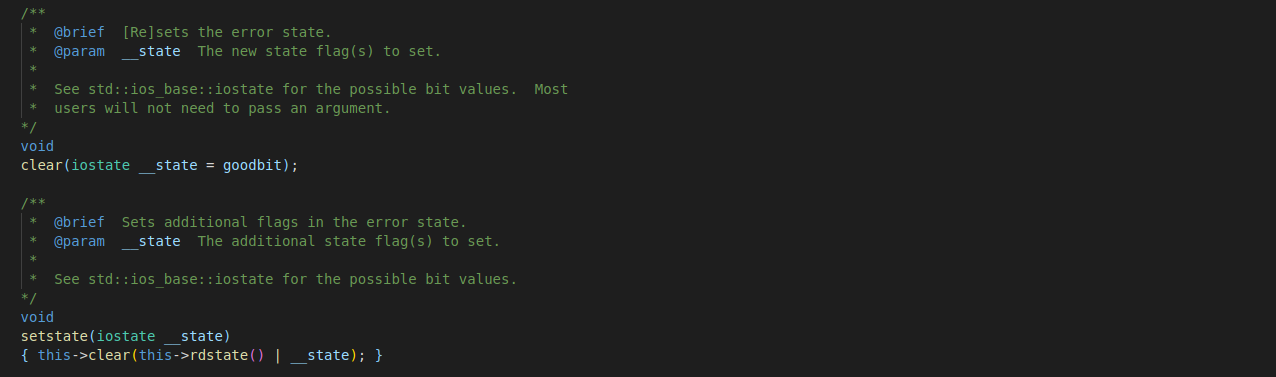 /**
 *  @brief  [Re]sets the error state.
 *  @param  __state  The new state flag(s) to set.
 *
 *  See std::ios_base::iostate for the possible bit values.  Most
 *  users will not need to pass an argument.
*/
void
clear(iostate __state = goodbit);

/**
 *  @brief  Sets additional flags in the error state.
 *  @param  __state  The additional state flag(s) to set.
 *
 *  See std::ios_base::iostate for the possible bit values.
*/
void
setstate(iostate __state)
{ this->clear(this->rdstate() | __state); }